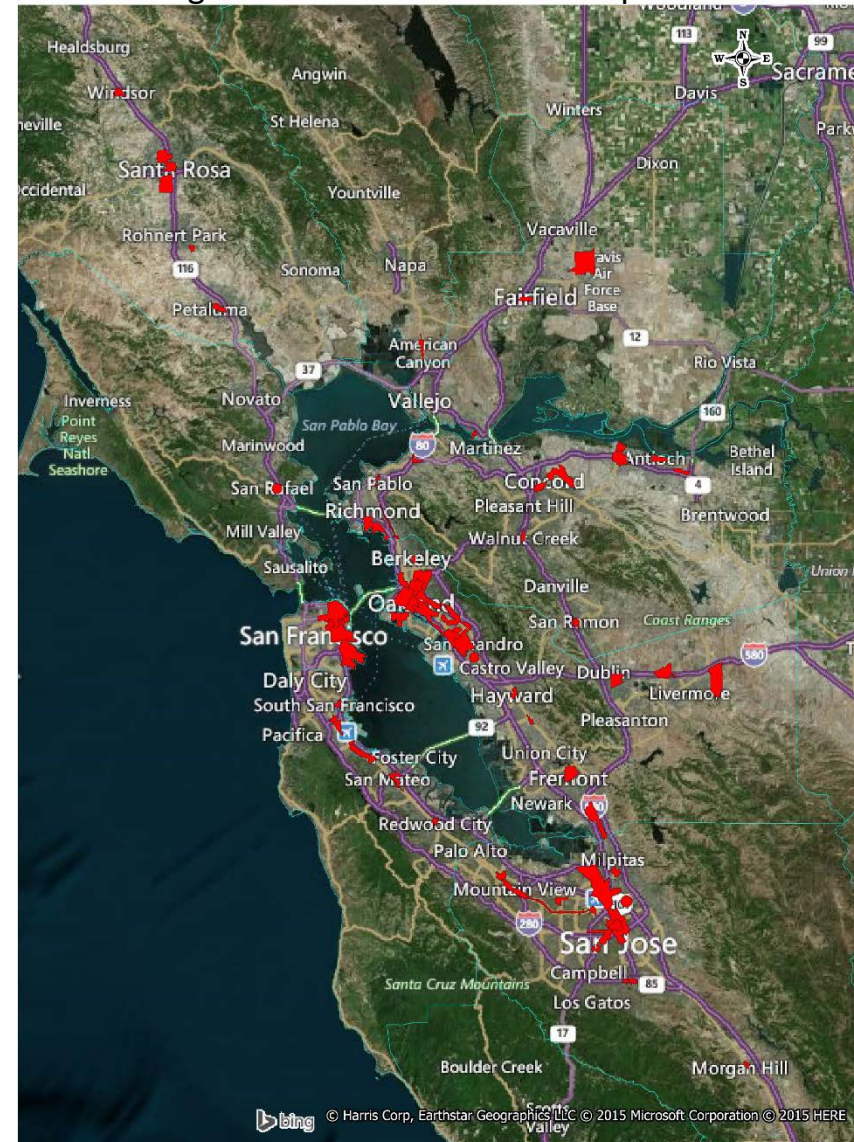 Woodland
113
99
Healdsburg
N
W E
S
Angwin
Windsor
Davis
St Helena
Winters
Santa Rosa
Dixon
Yountville
Vacaville
Rohnert Park
116
Sonoma
Napa
Travis
Air
Force
Base
Fairfield
Petaluma
12
American
Canyon
Rio Vista
37
Inverness
Novato
Vallejo
160
Point
Reyes
Natl
Seashore
San Pablo Bay
80
Marinwood
Martinez
Antioch
Bethel
Island
San Rafael
San Pablo
Concord
4
Pleasant Hill
Richmond
Brentwood
Mill Valley
Walnut Creek
Berkeley
Sausalito
Danville
Oakland
San Ramon
Coast Ranges
San Francisco
San Leandro
580
Castro Valley
Dublin
Daly City
Hayward
Livermore
South San Francisco
Pleasanton
Pacifica
92
Union City
Foster City
San Mateo
Fremont
Newark
Redwood City
Palo Alto
Milpitas
Mountain View
280
San Jose
Campbell
85
Santa Cruz Mountains
Los Gatos
17
Boulder Creek
Morgan Hill
bing
© Harris Corp, Earthstar Geographics LLC © 2015 Microsoft Corporation © 2015 HERE
Scotts
Valley